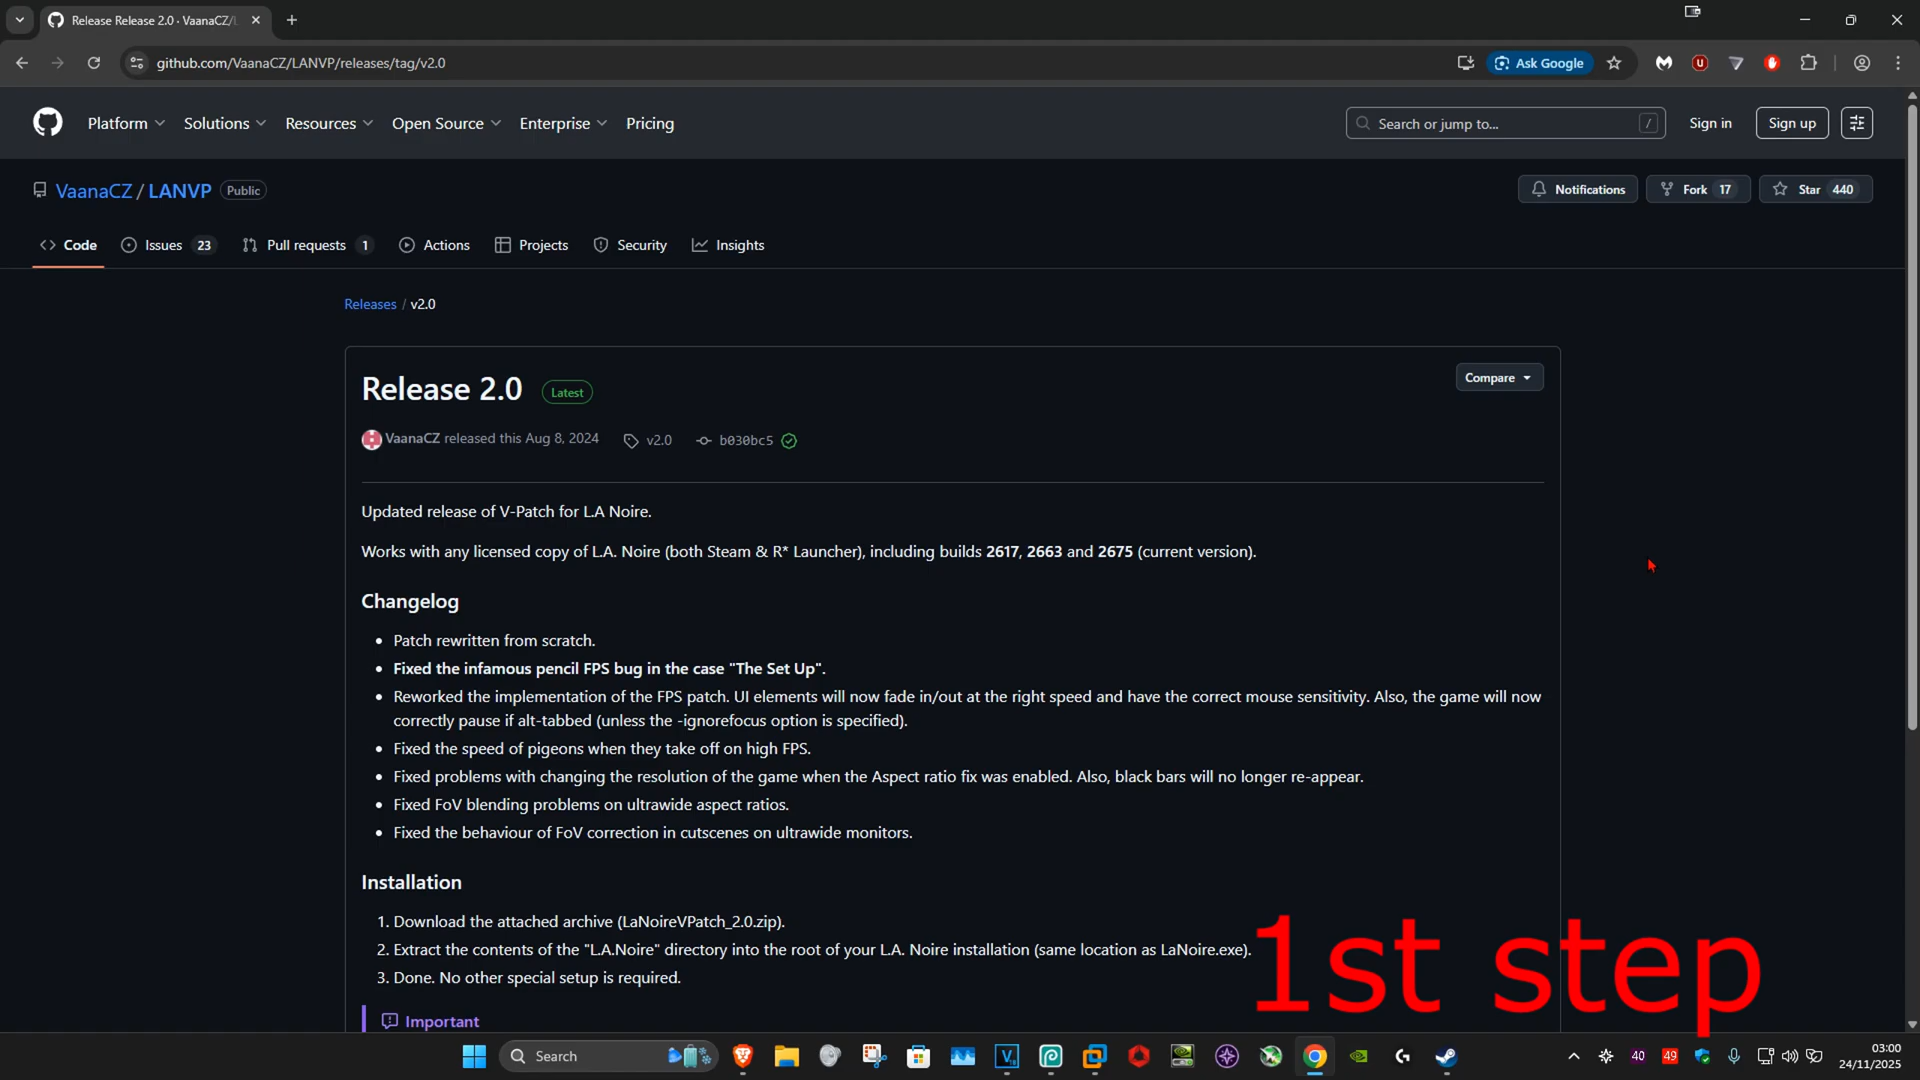 Release Release 2.0 · VaanaCZ/L
github.com/VaanaCZ/LANVP/releases/tag/v2.0
Ask Google
Platform
Solutions
Resources
Open Source
Enterprise
Pricing
Search or jump to...
/
Sign in
Sign up
VaanaCZ / LANVP
Public
Notifications
Fork 17
Star 440
Code
Issues 23
Pull requests 1
Actions
Projects
Security
Insights
Releases / v2.0
Release 2.0
Latest
Compare
VaanaCZ released this Aug 8, 2024
v2.0
b030bc5
Updated release of V-Patch for L.A Noire.
Works with any licensed copy of L.A. Noire (both Steam & R* Launcher), including builds 2617, 2663 and 2675 (current version).
Changelog
• Patch rewritten from scratch.
• Fixed the infamous pencil FPS bug in the case "The Set Up".
• Reworked the implementation of the FPS patch. UI elements will now fade in/out at the right speed and have the correct mouse sensitivity. Also, the game will now
correctly pause if alt-tabbed (unless the -ignorefocus option is specified).
• Fixed the speed of pigeons when they take off on high FPS.
• Fixed problems with changing the resolution of the game when the Aspect ratio fix was enabled. Also, black bars will no longer re-appear.
• Fixed FoV blending problems on ultrawide aspect ratios.
• Fixed the behaviour of FoV correction in cutscenes on ultrawide monitors.
Installation
1. Download the attached archive (LaNoireVPatch_2.0.zip).
2. Extract the contents of the "L.A.Noire" directory into the root of your L.A. Noire installation (same location as LaNoire.exe).
3. Done. No other special setup is required.
1st step
Important
Search
40
49
03:00
24/11/2025